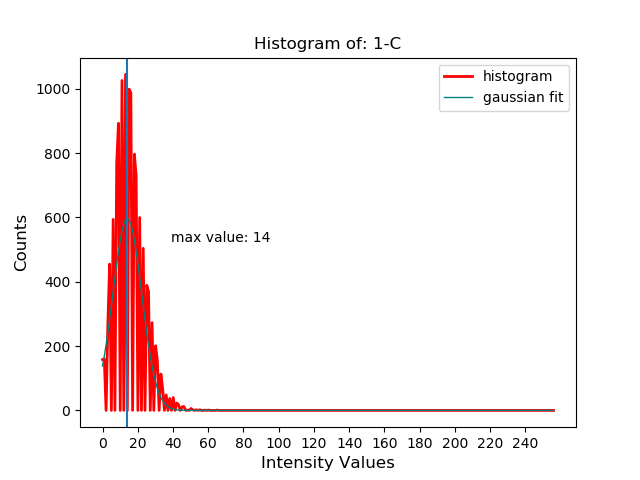 Histogram of: 1-C
histogram
gaussian fit
max value: 14
Counts
1000
800
600
400
200
0
0 20 40 60 80 100 120 140 160 180 200 220 240
Intensity Values